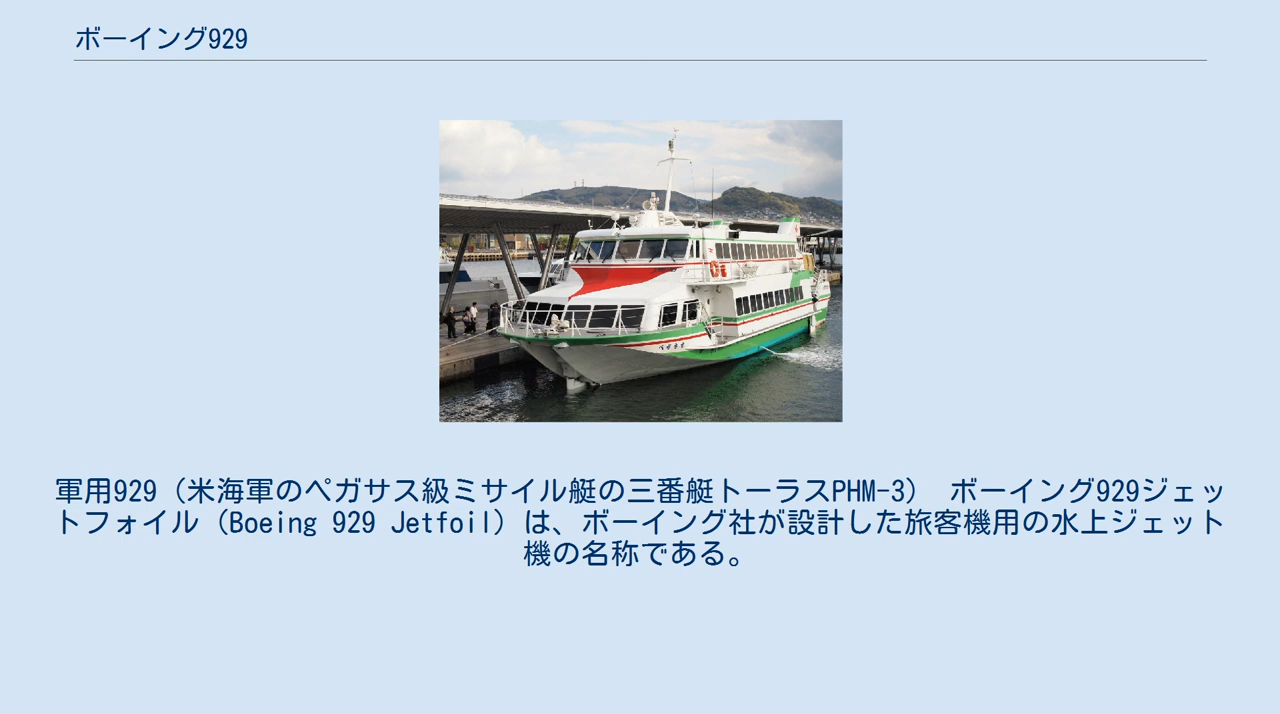 ボーイング929
軍用929（米海軍のペガサス級ミサイル艇の三番艇トーラスPHM-3） ボーイング929ジェッ
トフォイル（Boeing 929 Jetfoil）は、ボーイング社が設計した旅客機用の水上ジェット
機の名称である。